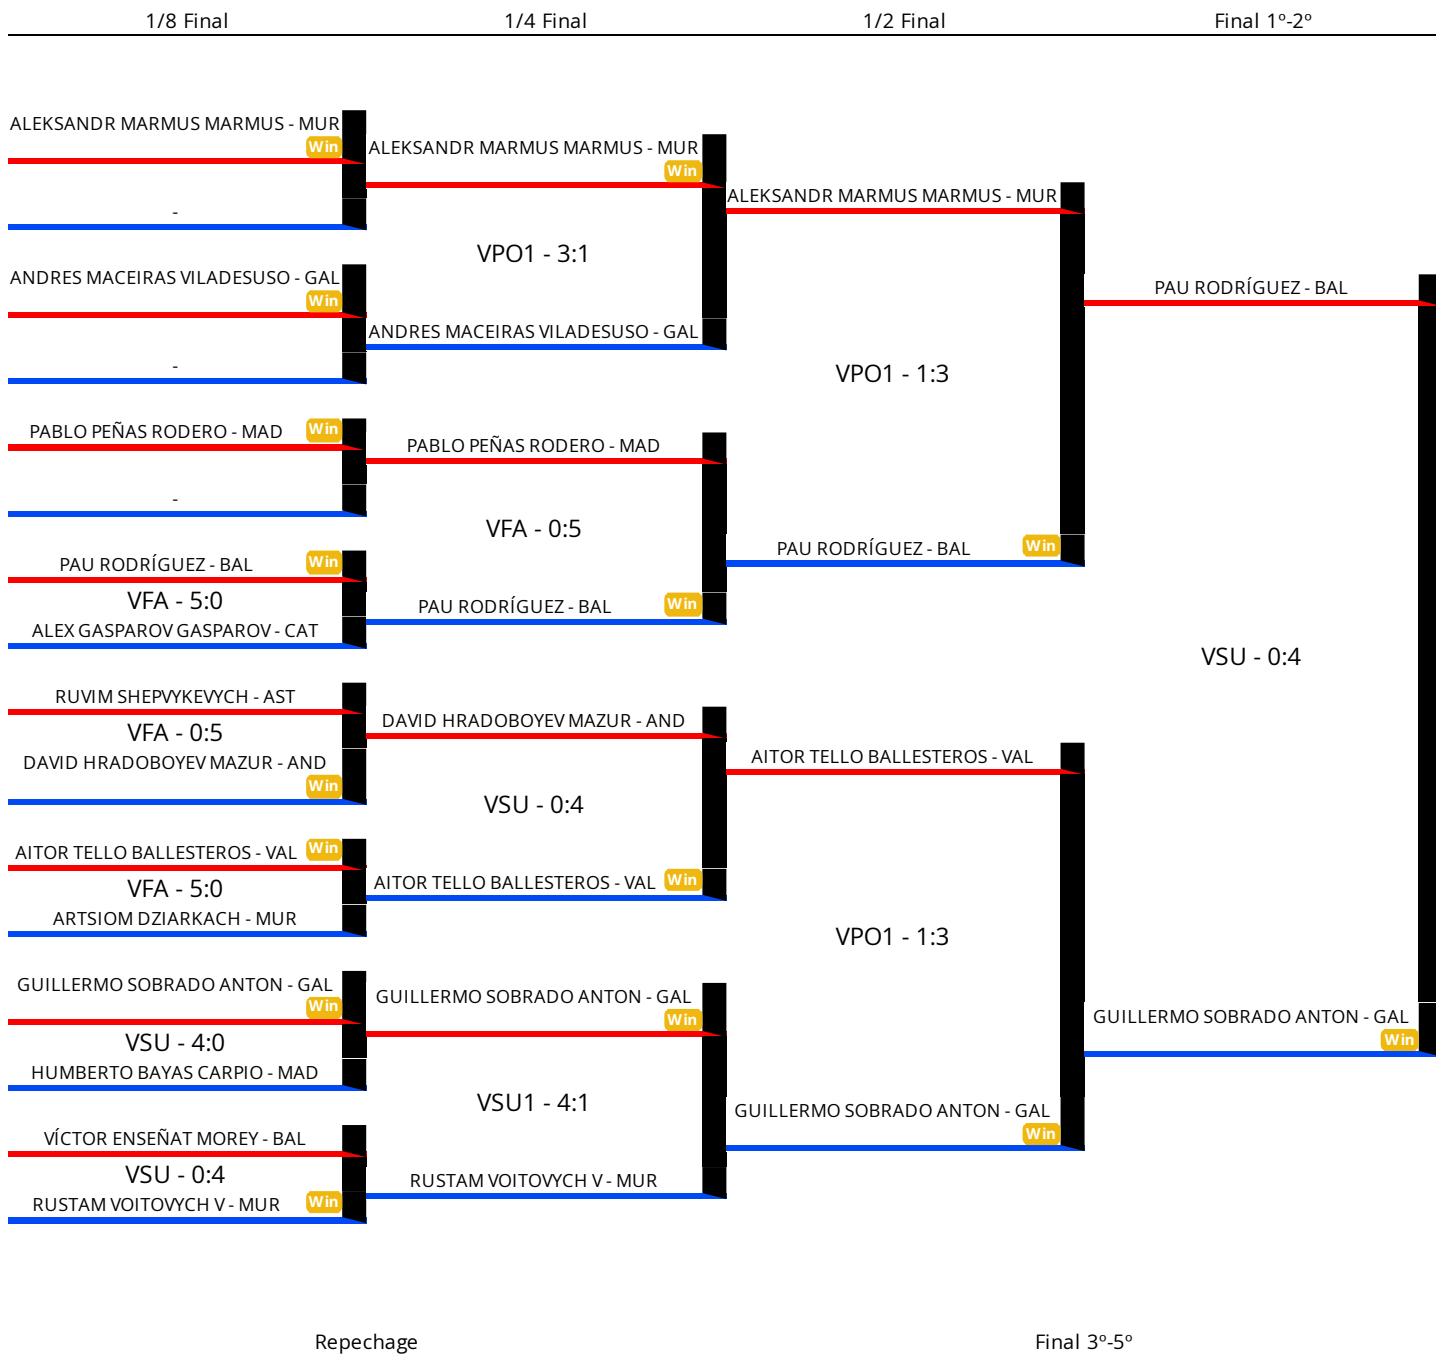 1/8 Final
1/4 Final
1/2 Final
Final 1º-2º
ALEKSANDR MARMUS MARMUS - MUR
Win
-
ANDRES MACEIRAS VILADESUSO - GAL
Win
-
PABLO PEÑAS RODERO - MAD
Win
-
PAU RODRÍGUEZ - BAL
Win
VFA - 5:0
ALEX GASPAROV GASPAROV - CAT
RUVIM SHEPVYKEVYCH - AST
VFA - 0:5
DAVID HRADOBOYEV MAZUR - AND
Win
AITOR TELLO BALLESTEROS - VAL
Win
VFA - 5:0
ARTSIOM DZIARKACH - MUR
GUILLERMO SOBRADO ANTON - GAL
Win
VSU - 4:0
HUMBERTO BAYAS CARPIO - MAD
VÍCTOR ENSEÑAT MOREY - BAL
VSU - 0:4
RUSTAM VOITOVYCH V - MUR
Win
ALEKSANDR MARMUS MARMUS - MUR
Win
VPO1 - 3:1
ANDRES MACEIRAS VILADESUSO - GAL
PABLO PEÑAS RODERO - MAD
VFA - 0:5
PAU RODRÍGUEZ - BAL
Win
DAVID HRADOBOYEV MAZUR - AND
VSU - 0:4
AITOR TELLO BALLESTEROS - VAL
Win
GUILLERMO SOBRADO ANTON - GAL
Win
VSU1 - 4:1
RUSTAM VOITOVYCH V - MUR
ALEKSANDR MARMUS MARMUS - MUR
VPO1 - 1:3
PAU RODRÍGUEZ - BAL
Win
AITOR TELLO BALLESTEROS - VAL
VPO1 - 1:3
GUILLERMO SOBRADO ANTON - GAL
Win
PAU RODRÍGUEZ - BAL
VSU - 0:4
GUILLERMO SOBRADO ANTON - GAL
Win
Repechage
Final 3º-5º